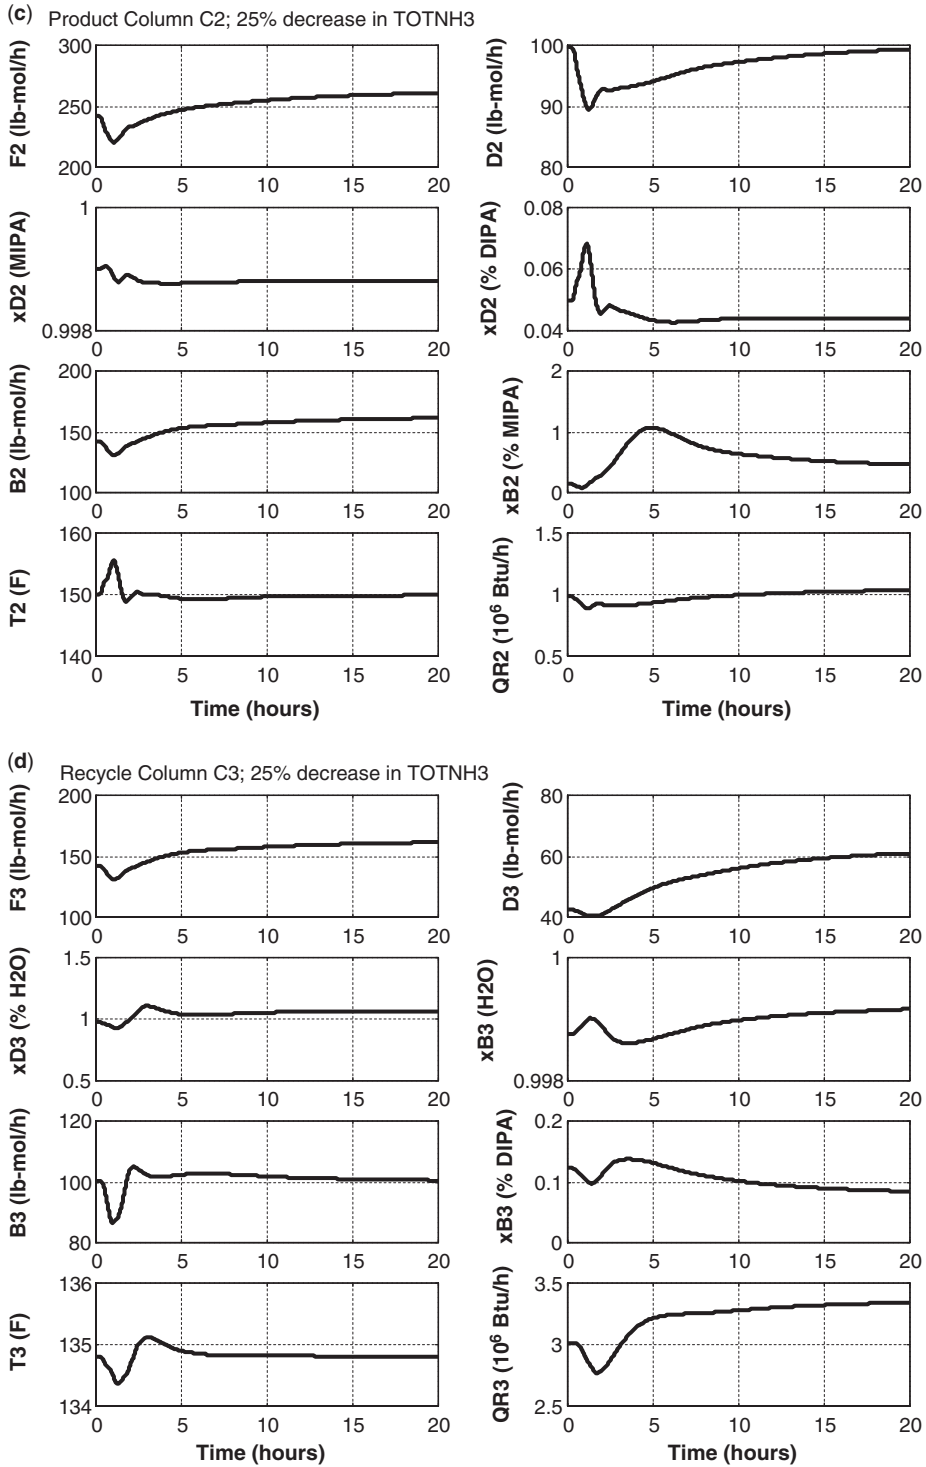 (c) Product Column C2; 25% decrease in TOTNH3
F2 (lb-mol/h)
300
250
200
0 5 10 15 20
D2 (lb-mol/h)
100
90
80
0 5 10 15 20
xD2 (MIPA)
1
0.998
0 5 10 15 20
xD2 (% DIPA)
0.08
0.06
0.04
0 5 10 15 20
B2 (lb-mol/h)
200
150
100
0 5 10 15 20
xB2 (% MIPA)
2
1
0
0 5 10 15 20
T2 (F)
160
150
140
0 5 10 15 20
Time (hours)
QR2 (10⁶ Btu/h)
1.5
1
0.5
0 5 10 15 20
Time (hours)
(d) Recycle Column C3; 25% decrease in TOTNH3
F3 (lb-mol/h)
200
150
100
0 5 10 15 20
D3 (lb-mol/h)
80
60
40
0 5 10 15 20
xD3 (% H2O)
1.5
1
0.5
0 5 10 15 20
xB3 (H2O)
1
0.998
0 5 10 15 20
B3 (lb-mol/h)
120
100
80
0 5 10 15 20
xB3 (% DIPA)
0.2
0.1
0
0 5 10 15 20
T3 (F)
136
135
134
0 5 10 15 20
Time (hours)
QR3 (10⁶ Btu/h)
3.5
3
2.5
0 5 10 15 20
Time (hours)